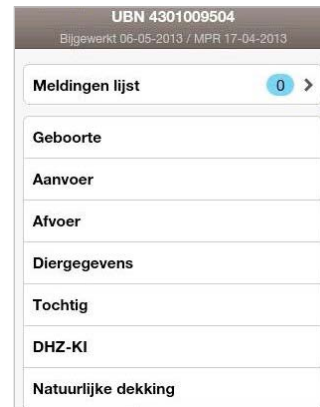 UBN 4301009504
Bijgewerkt 06-05-2013 / MPR 17-04-2013
Meldingen lijst 0
Geboorte
Aanvoer
Afvoer
Diergegevens
Tochtig
DHZ-KI
Natuurlijke dekking